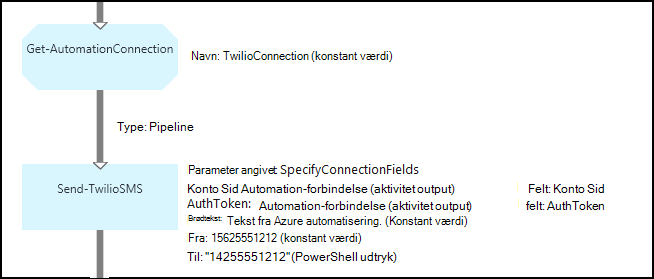 Get-AutomationConnection
Navn: TwilioConnection (konstant værdi)
Type: Pipeline
Send-TwilioSMS
Parameter angivet: SpecifyConnectionFields
Konto Sid Automation-forbindelse (aktivitet output) Felt: Konto Sid
AuthToken: Automation-forbindelse (aktivitet output) felt: AuthToken
Brødtekst: Tekst fra Azure automatisering. (Konstant værdi)
Fra: 15625551212 (konstant værdi)
Til: "14255551212"(PowerShell udtryk)